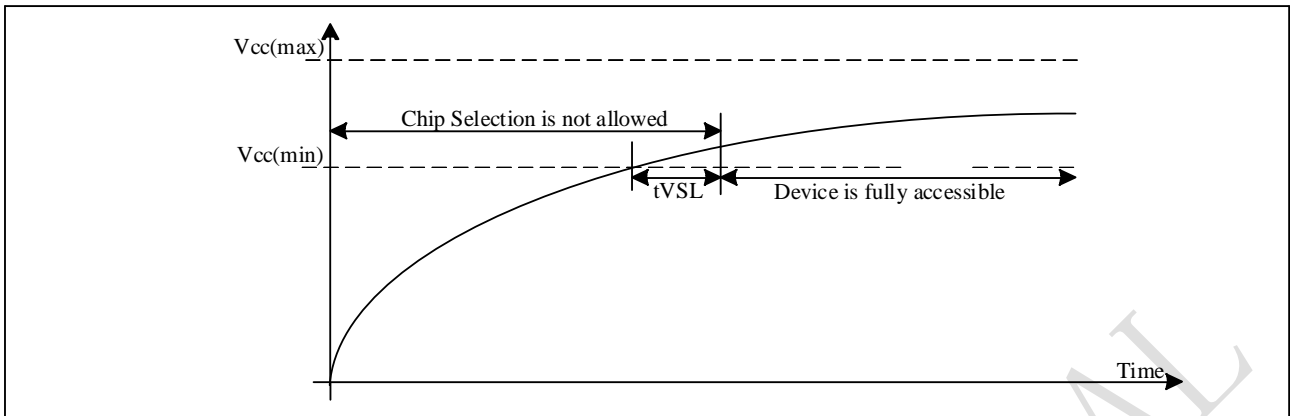 Vcc(max)
Chip Selection is not allowed
Vcc(min)
tVSL
Device is fully accessible
Time